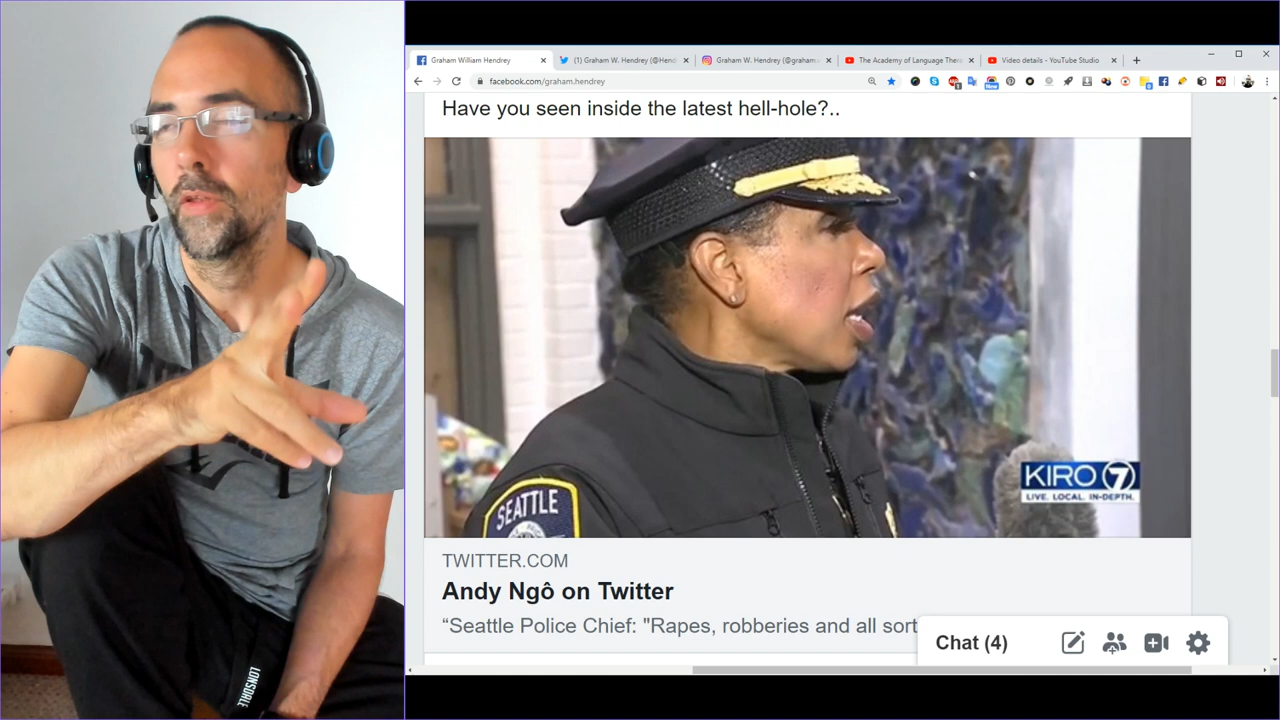 Graham William Hendrey
(1) Graham W. Hendrey (@Hend
Graham W. Hendrey (@graham.
The Academy of Language Thera
Video details - YouTube Studio
facebook.com/graham.hendrey
Have you seen inside the latest hell-hole?..
SEATTLE
KIRO 7
LIVE. LOCAL. IN-DEPTH.
TWITTER.COM
Andy Ngô on Twitter
“Seattle Police Chief: "Rapes, robberies and all sort
Chat (4)
LONSDALE